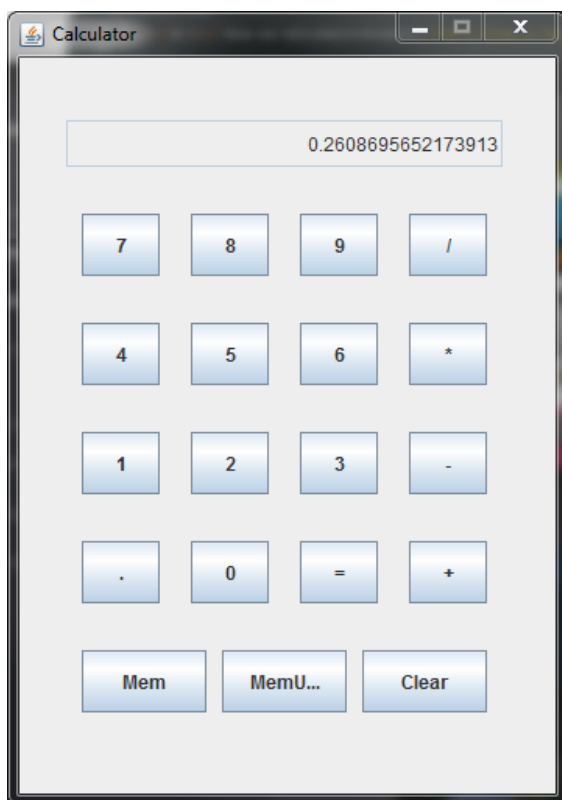 Calculator
0.2608695652173913
7 8 9 /
4 5 6 *
1 2 3 -
. 0 = +
Mem MemU... Clear